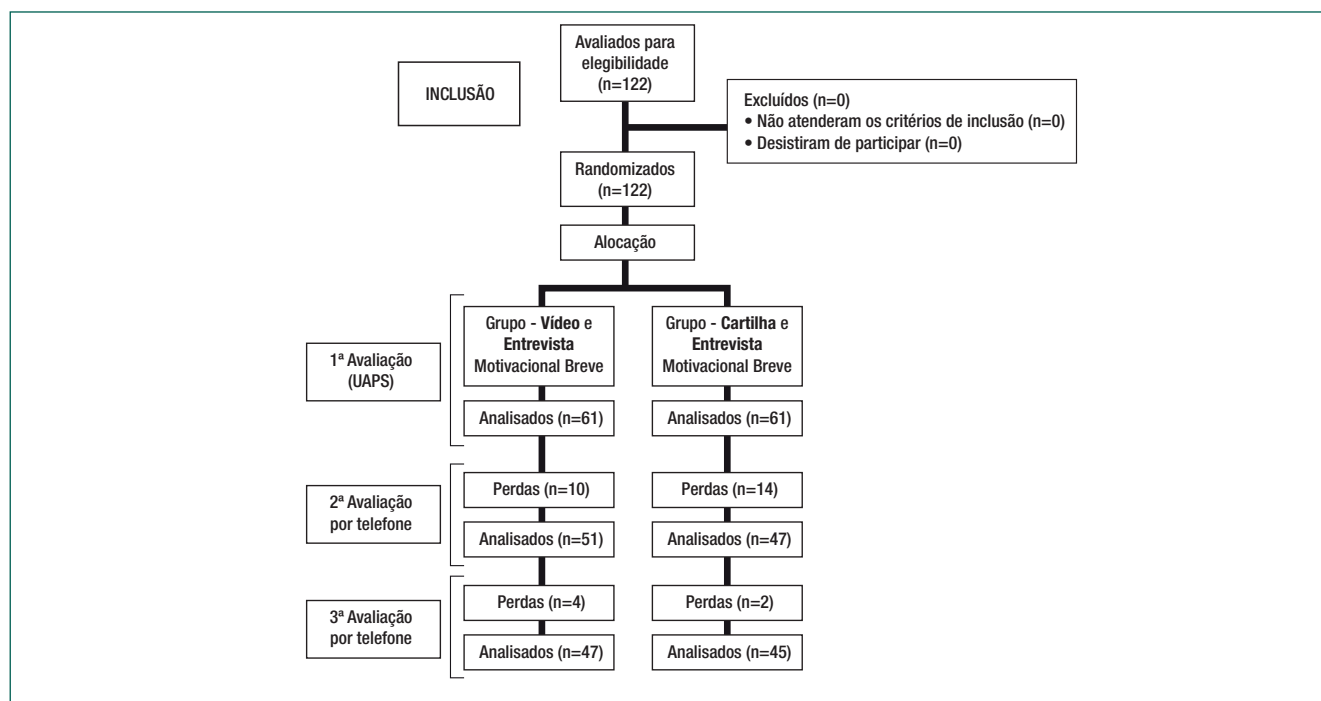 Avaliados para
elegibilidade
(n=122)
INCLUSÃO
Excluídos (n=0)
• Não atenderam os critérios de inclusão (n=0)
• Desistiram de participar (n=0)
Randomizados
(n=122)
Alocação
1ª Avaliação
(UAPS)
Grupo - Vídeo e
Entrevista
Motivacional Breve
Grupo - Cartilha e
Entrevista
Motivacional Breve
Analisados (n=61)
Analisados (n=61)
2ª Avaliação
por telefone
Perdas (n=10)
Perdas (n=14)
Analisados (n=51)
Analisados (n=47)
3ª Avaliação
por telefone
Perdas (n=4)
Perdas (n=2)
Analisados (n=47)
Analisados (n=45)